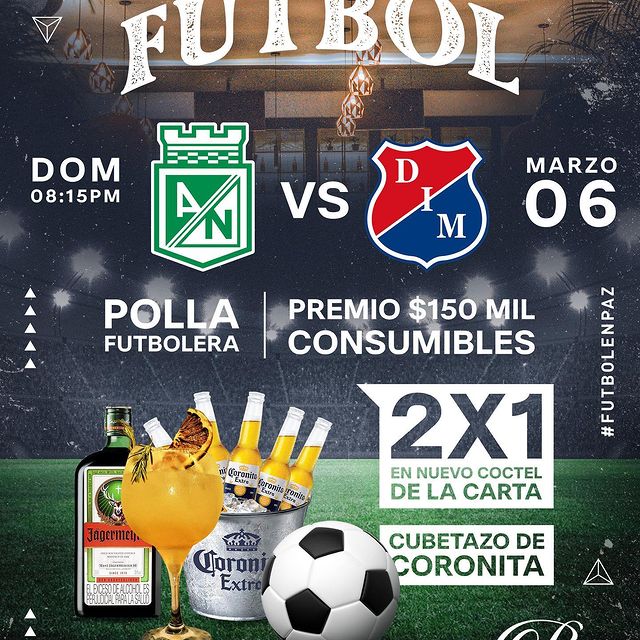 FUTBOL
DOM
08:15PM
AN
VS
DIM
MARZO
06
POLLA
FUTBOLERA
PREMIO $150 MIL
CONSUMIBLES
#FUTBOLENPAZ
2X1
EN NUEVO COCTEL
DE LA CARTA
CUBETAZO DE
CORONITA
Coronita
Extra
Coronita
Extra
Jägermeister
EL EXCESO DE ALCOHOL ES
PERJUDICIAL PARA LA SALUD